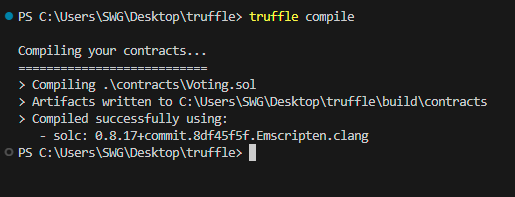 PS C:\Users\SWG\Desktop\truffle> truffle compile
Compiling your contracts...
===========================
> Compiling .\contracts\Voting.sol
> Artifacts written to C:\Users\SWG\Desktop\truffle\build\contracts
> Compiled successfully using:
- solc: 0.8.17+commit.8df45f5f.Emscripten.clang
PS C:\Users\SWG\Desktop\truffle>